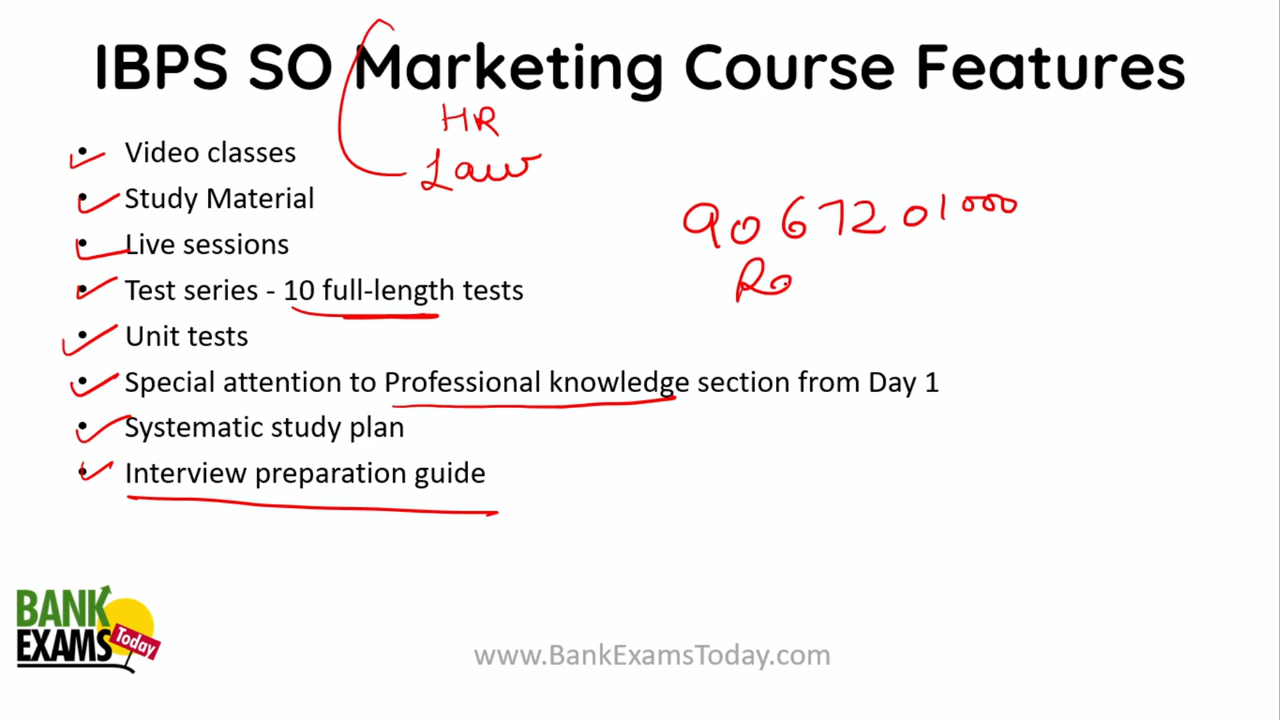 IBPS SO Marketing Course Features
HR
Law
• Video classes
• Study Material
• Live sessions
• Test series - 10 full-length tests
• Unit tests
• Special attention to Professional knowledge section from Day 1
• Systematic study plan
• Interview preparation guide
9067201000
Ra
BANK
EXAMS
Today
www.BankExamsToday.com